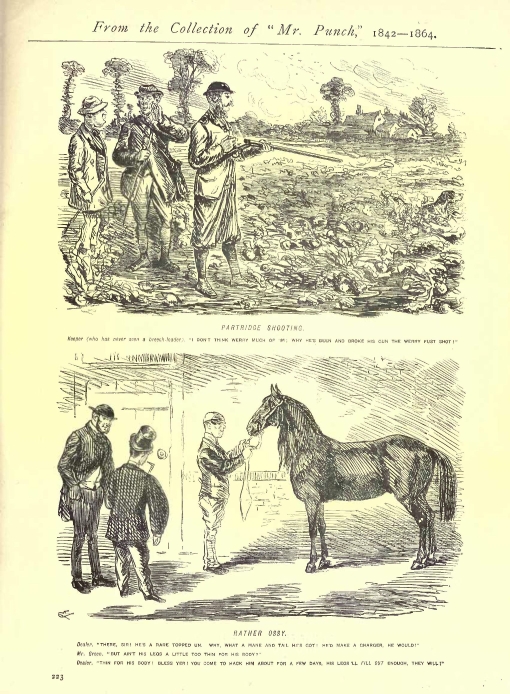 From the Collection of "Mr. Punch," 1842—1864.
PARTRIDGE SHOOTING.
Keeper (who has never seen a breech-loader). "I DON'T THINK WERRY MUCH OF 'IM; WHY HE'S BEEN AND BROKE HIS GUN THE WERRY FUST SHOT!"
RATHER OSSY.
Dealer. "THERE, SIR! HE'S A RARE TOPPED UN. WHY, WHAT A MANE AND TAIL HE'S GOT! HE'D MAKE A CHARGER, HE WOULD!"
Mr. Green. "BUT AIN'T HIS LEGS A LITTLE TOO THIN FOR HIS BODY?"
Dealer. "THIN FOR HIS BODY! BLESS YER! YOU COME TO HACK HIM ABOUT FOR A FEW DAYS, HIS LEGS'LL FILL OUT ENOUGH, THEY WILL!"
223